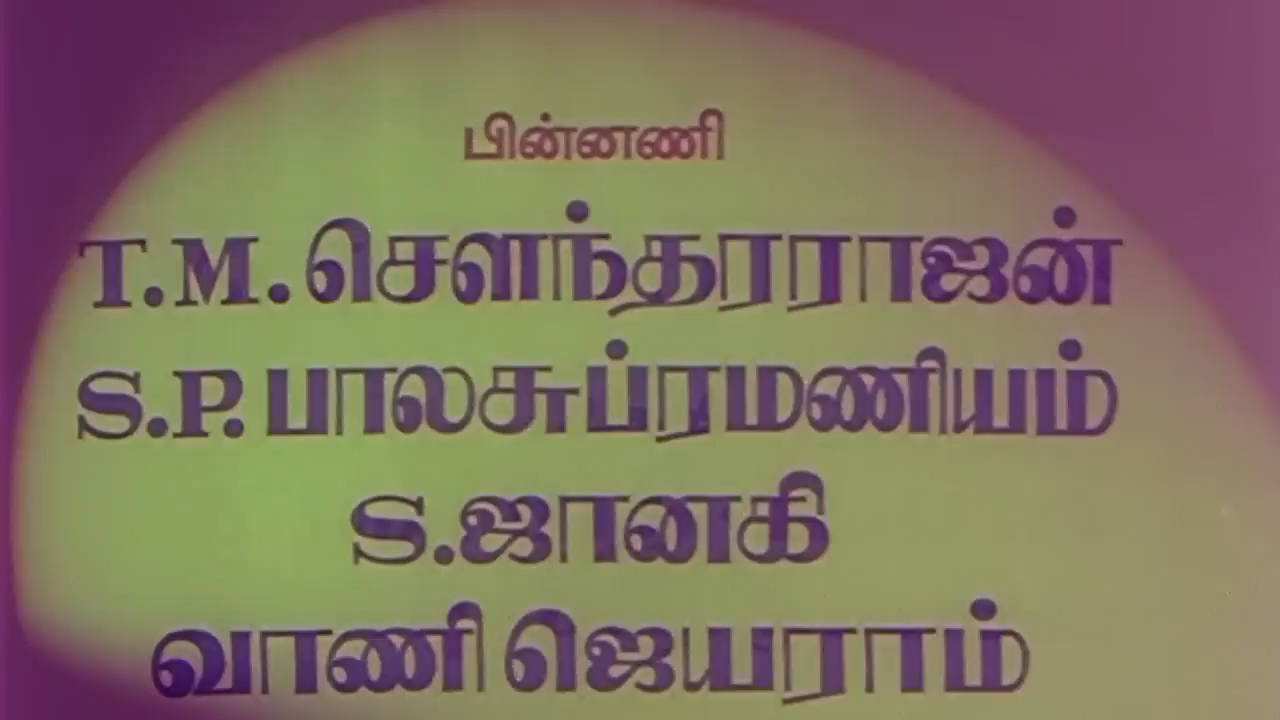 பின்னணி
T.M. சௌந்தரராஜன்
S.P. பாலசுப்ரமணியம்
S. ஜானகி
வாணி ஜெயராம்